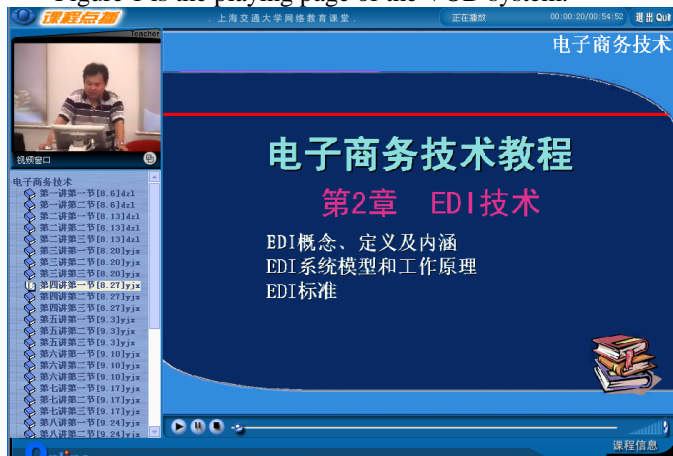 Figure 1 is the playing page of the VOD system.
课程点播
上海交通大学网络教育课堂
正在播放
00:00:20/00:54:52
退出 Quit
Teacher
电子商务技术
视频窗口
电子商务技术教程
第2章 EDI技术
EDI概念、定义及内涵
EDI系统模型和工作原理
EDI标准
电子商务技术
第一讲第一节[8.6]dzl
第一讲第二节[8.6]dzl
第二讲第一节[8.13]dzl
第二讲第二节[8.13]dzl
第二讲第三节[8.13]dzl
第三讲第一节[8.20]yjx
第三讲第二节[8.20]yjx
第三讲第三节[8.20]yjx
第四讲第一节[8.27]yjx
第四讲第二节[8.27]yjx
第四讲第三节[8.27]yjx
第五讲第一节[9.3]yjx
第五讲第二节[9.3]yjx
第五讲第三节[9.3]yjx
第六讲第一节[9.10]yjx
第六讲第二节[9.10]yjx
第六讲第三节[9.10]yjx
第七讲第一节[9.17]yjx
第七讲第二节[9.17]yjx
第七讲第三节[9.17]yjx
第八讲第一节[9.24]yjx
第八讲第二节[9.24]yjx
课程信息
Online